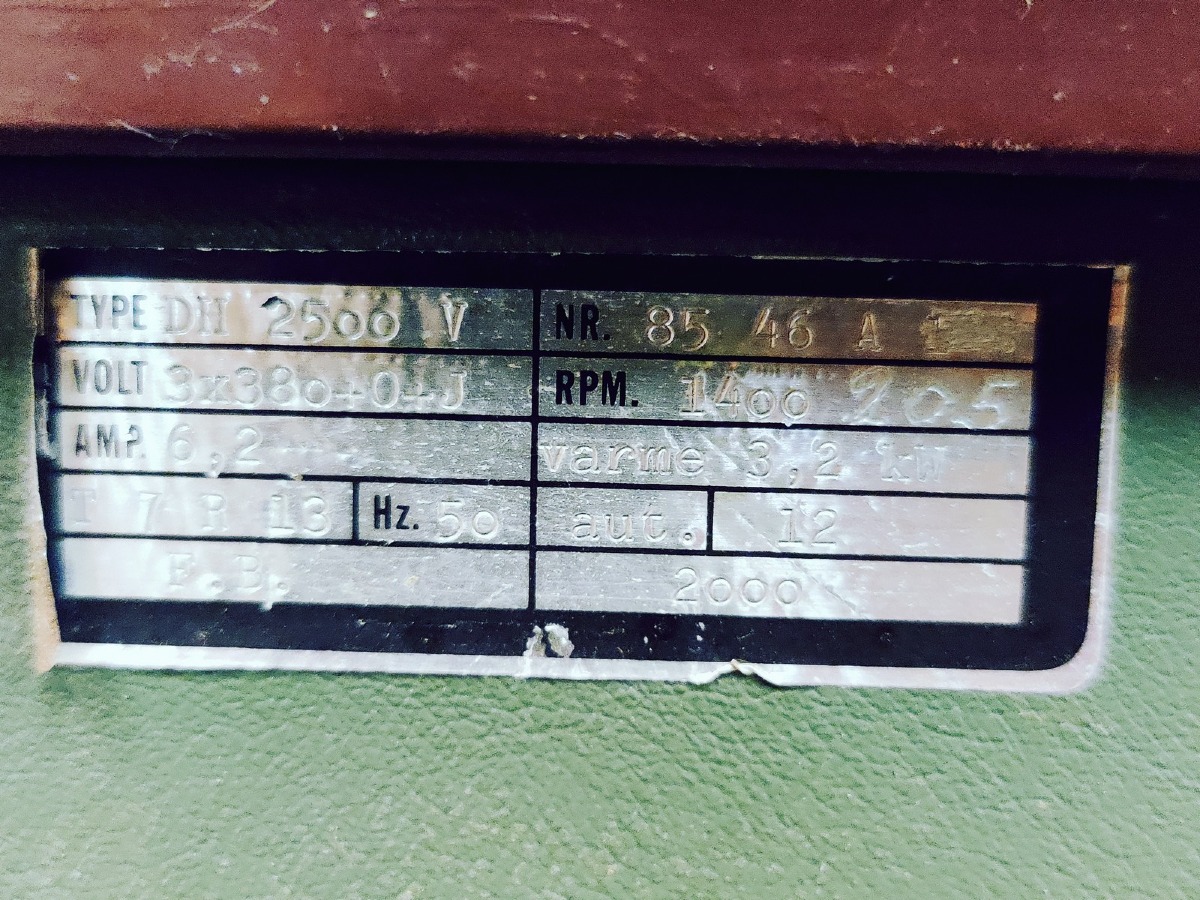 TYPE DH 2500 V NR. 85 46 A
VOLT 3x380+0+J RPM. 1400 205
AMP. 6,2 varme 3,2 kW
T 7 R 13 Hz. 50 aut. 12
F.B. 2000